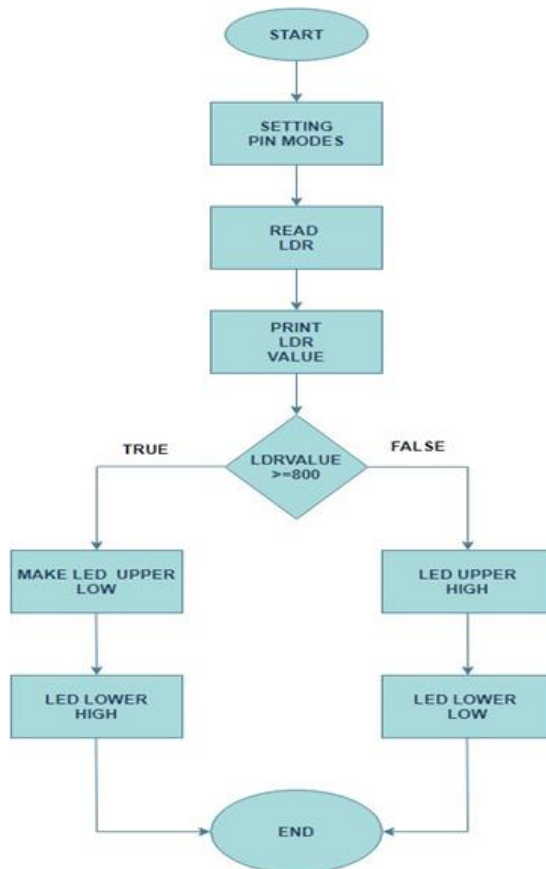 START
SETTING
PIN MODES
READ
LDR
PRINT
LDR
VALUE
LDRVALUE
>=800
TRUE
FALSE
MAKE LED UPPER
LOW
LED UPPER
HIGH
LED LOWER
HIGH
LED LOWER
LOW
END